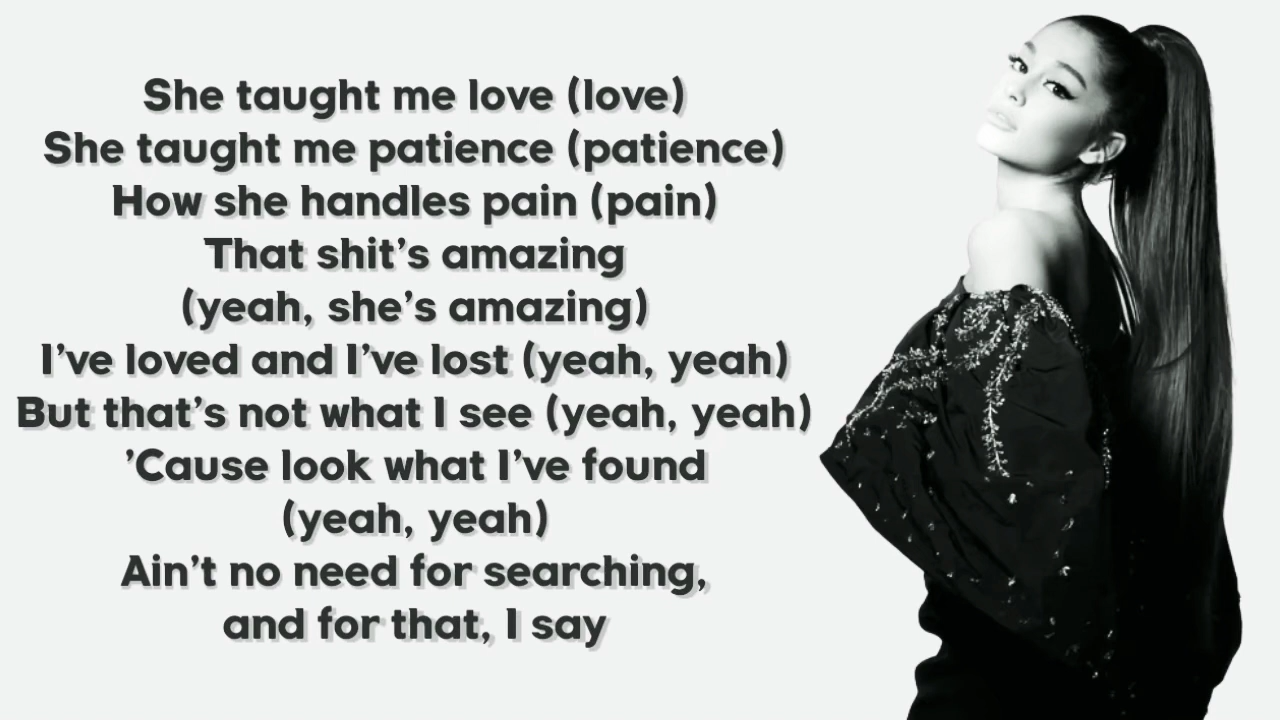 She taught me love (love)
She taught me patience (patience)
How she handles pain (pain)
That shit’s amazing
(yeah, she’s amazing)
I’ve loved and I’ve lost (yeah, yeah)
But that’s not what I see (yeah, yeah)
’Cause look what I’ve found
(yeah, yeah)
Ain’t no need for searching,
and for that, I say